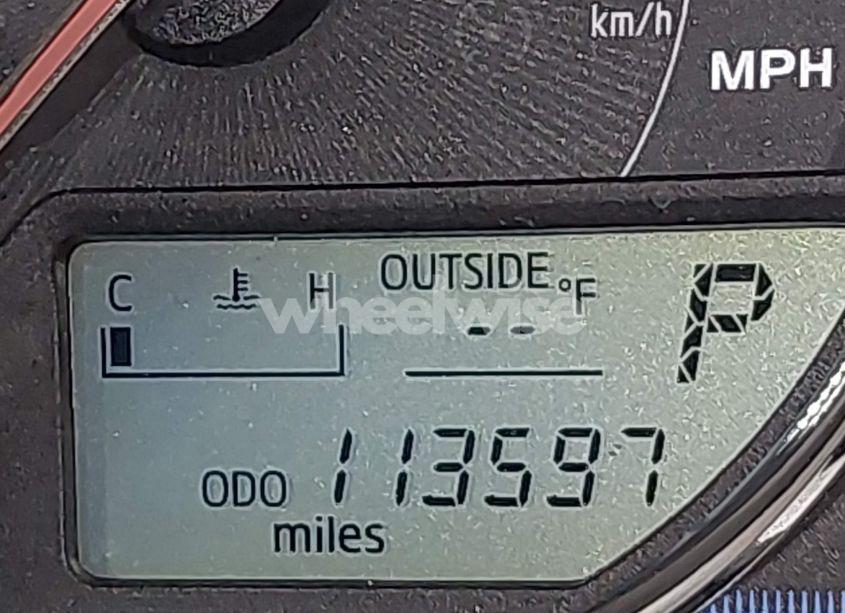 km/h
MPH
C H OUTSIDE °F P
wheelwise
--
ODO 113597
miles